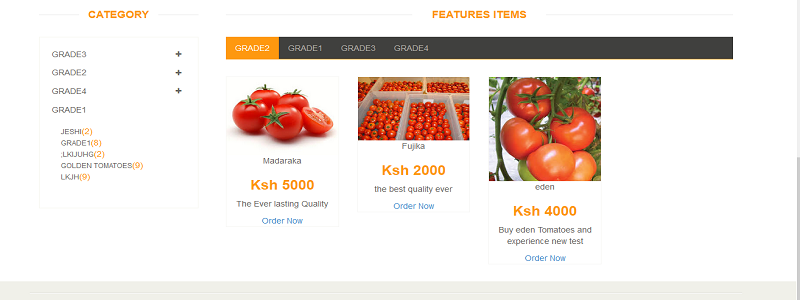 CATEGORY
FEATURES ITEMS
GRADE3 +
GRADE2 +
GRADE4 +
GRADE1
JESHI(2)
GRADE1(8)
;LKIJUHG(2)
GOLDEN TOMATOES(9)
LKJH(9)
GRADE2 GRADE1 GRADE3 GRADE4
Madaraka
Ksh 5000
The Ever lasting Quality
Order Now
Fujika
Ksh 2000
the best quality ever
Order Now
eden
Ksh 4000
Buy eden Tomatoes and
experience new test
Order Now